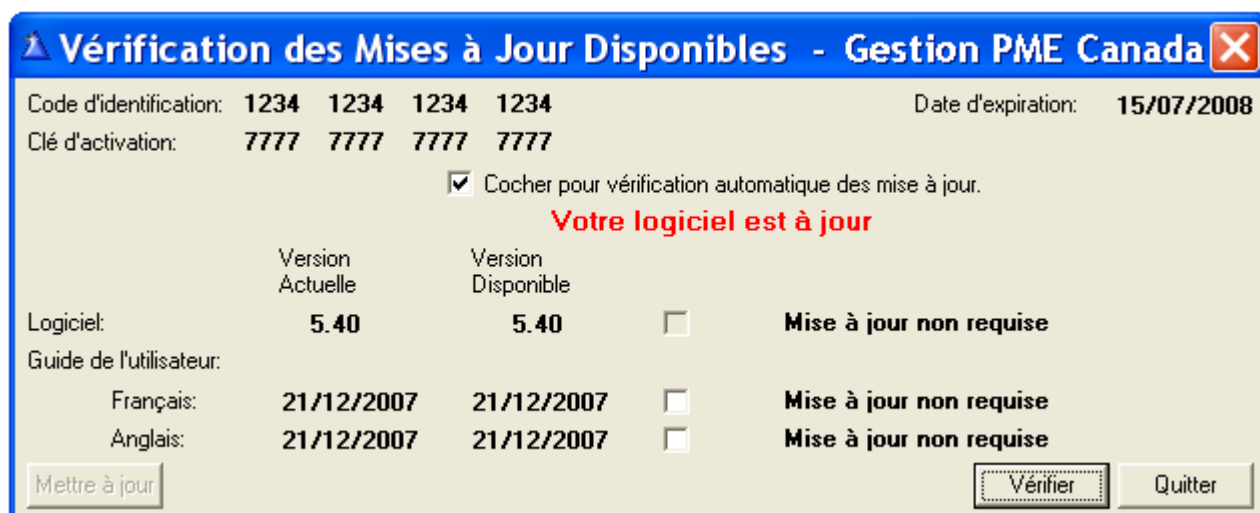 Vérification des Mises à Jour Disponibles - Gestion PME Canada
Code d'identification: 1234 1234 1234 1234 Date d'expiration: 15/07/2008
Clé d'activation: 7777 7777 7777 7777
Cocher pour vérification automatique des mise à jour.
Votre logiciel est à jour
Version Version
Actuelle Disponible
Logiciel: 5.40 5.40 Mise à jour non requise
Guide de l'utilisateur:
Français: 21/12/2007 21/12/2007 Mise à jour non requise
Anglais: 21/12/2007 21/12/2007 Mise à jour non requise
Mettre à jour Vérifier Quitter